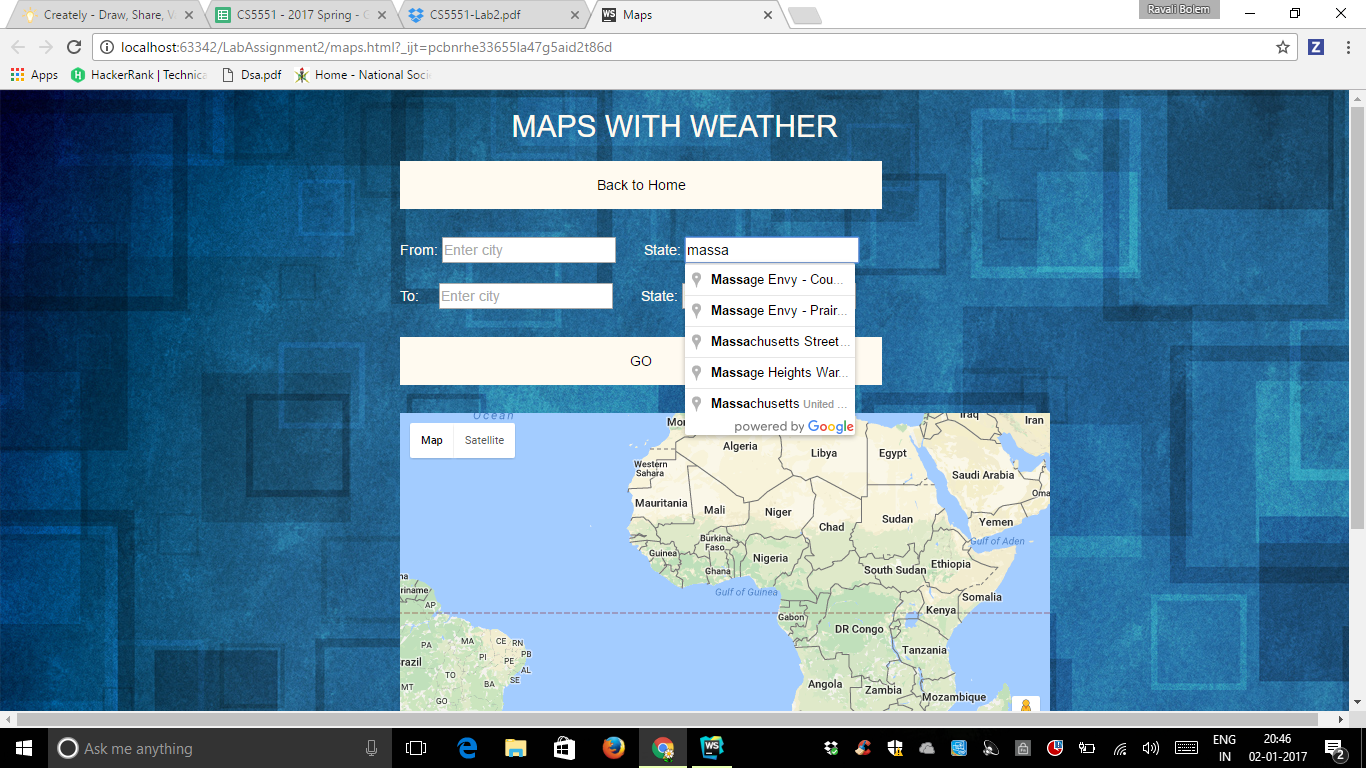 Creately - Draw, Share, V
CS5551 - 2017 Spring - G
CS5551-Lab2.pdf
WS Maps
Ravali Bolem
localhost:63342/LabAssignment2/maps.html?_ijt=pcbnrhe33655la47g5aid2t86d
Z
Apps
HackerRank | Technica
Dsa.pdf
Home - National Soci
MAPS WITH WEATHER
Back to Home
From: Enter city State: massa
To: Enter city State:
Massage Envy - Cou...
Massage Envy - Prair...
Massachusetts Street...
Massage Heights War...
Massachusetts United ...
powered by Google
GO
Map Satellite
Ocean
Mor
Algeria
Libya
Egypt
Iraq
Iran
Western
Sahara
Saudi Arabia
Oma
Mauritania
Mali
Niger
Chad
Sudan
Yemen
Gulf of Aden
Burkina
Faso
Guinea
Ghana
Nigeria
South Sudan
Ethiopia
Gulf of Guinea
Somalia
na
riname
AP
Gabon
Kenya
DR Congo
PA
MA
CE
RN
PB
PI
PE
AL
Tanzania
razil
TO
BA
SE
MT
GO
Angola
Zambia
Mozambique
Ask me anything
WS
ENG
IN
20:46
02-01-2017
2